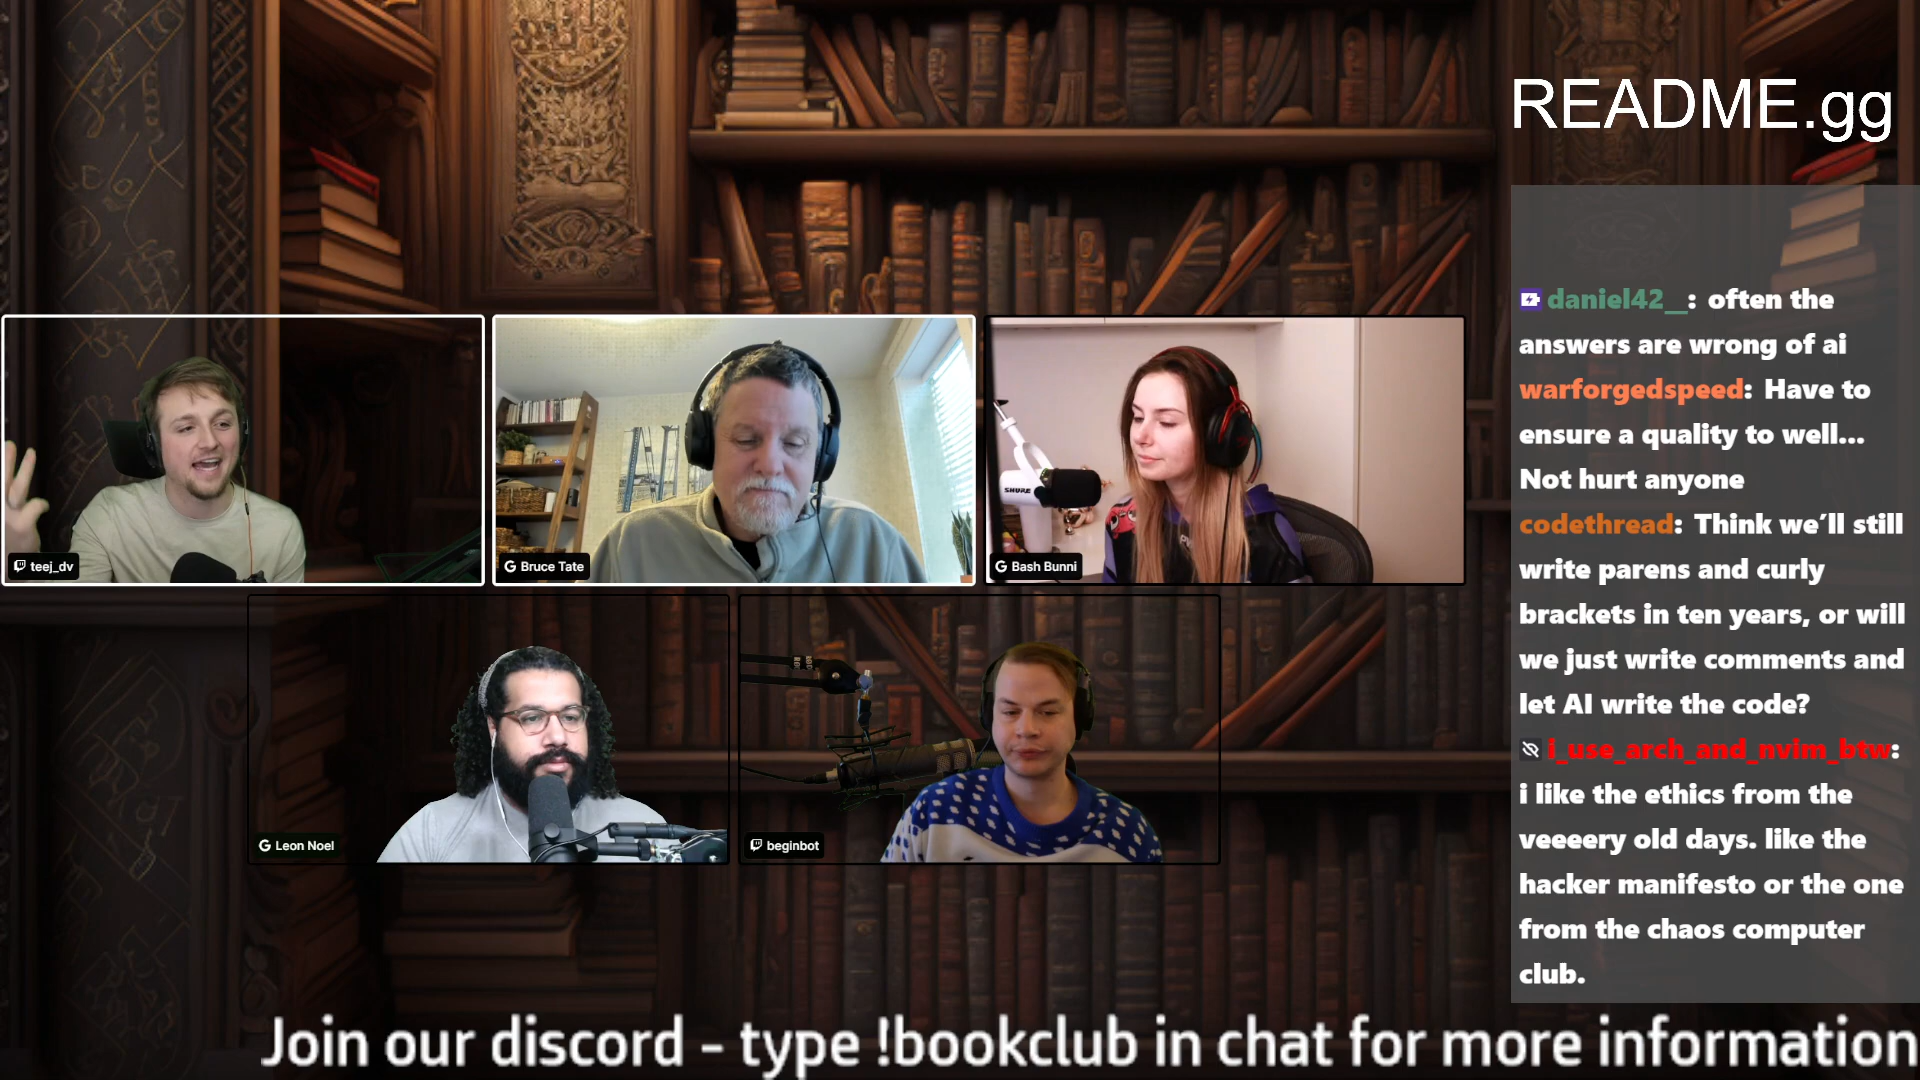 README.gg
daniel42__: often the
answers are wrong of ai
warforgedspeed: Have to
ensure a quality to well...
Not hurt anyone
codethread: Think we'll still
write parens and curly
brackets in ten years, or will
we just write comments and
let AI write the code?
i_use_arch_and_nvim_btw:
i like the ethics from the
veeeery old days. like the
hacker manifesto or the one
from the chaos computer
club.
SHURE
teej_dv
Bruce Tate
Bash Bunni
Leon Noel
beginbot
Join our discord - type !bookclub in chat for more information